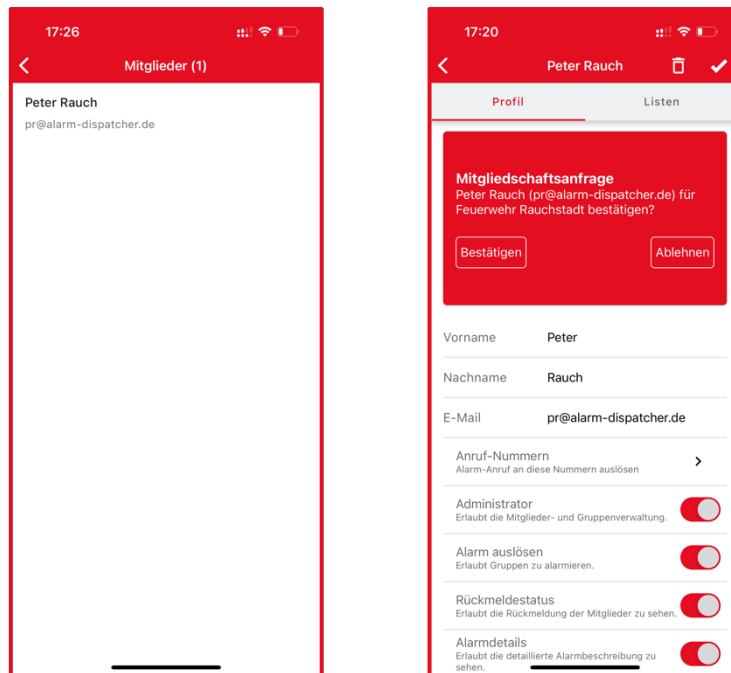 17:26
Mitglieder (1)
Peter Rauch
pr@alarm-dispatcher.de
17:20
Peter Rauch
Profil
Listen
Mitgliedschaftsanfrage
Peter Rauch (pr@alarm-dispatcher.de) für
Feuerwehr Rauchstadt bestätigen?
Bestätigen
Ablehnen
Vorname Peter
Nachname Rauch
E-Mail pr@alarm-dispatcher.de
Anruf-Nummern
Alarm-Anruf an diese Nummern auslösen
Administrator
Erlaubt die Mitglieder- und Gruppenverwaltung.
Alarm auslösen
Erlaubt Gruppen zu alarmieren.
Rückmeldestatus
Erlaubt die Rückmeldung der Mitglieder zu sehen.
Alarmdetails
Erlaubt die detaillierte Alarmbeschreibung zu
sehen.